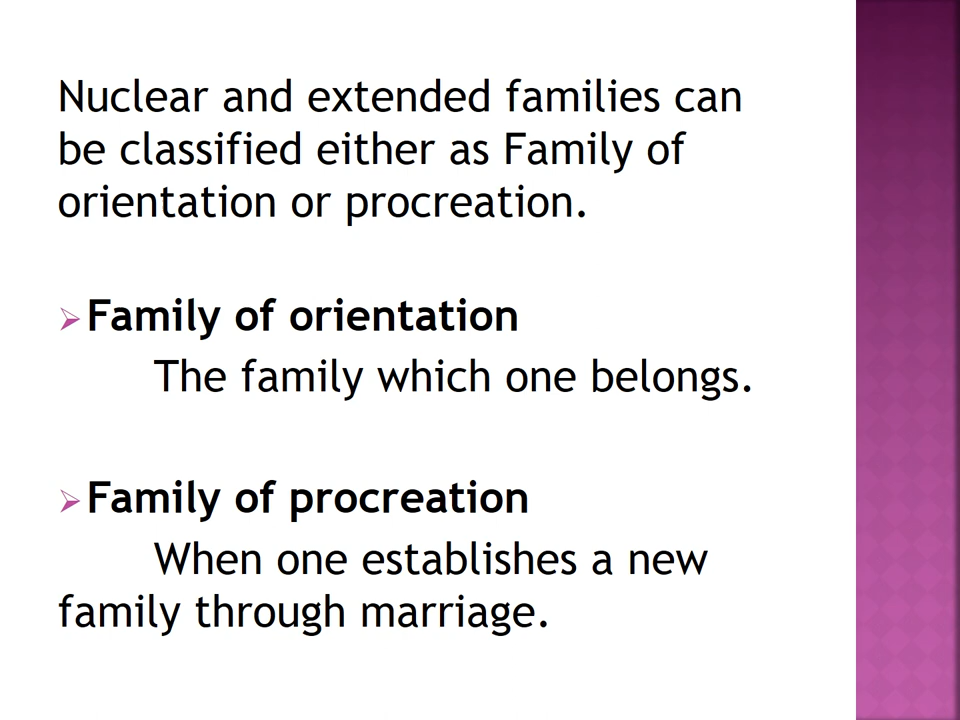 Nuclear and extended families can
be classified either as Family of
orientation or procreation.
Family of orientation
The family which one belongs.
Family of procreation
When one establishes a new
family through marriage.